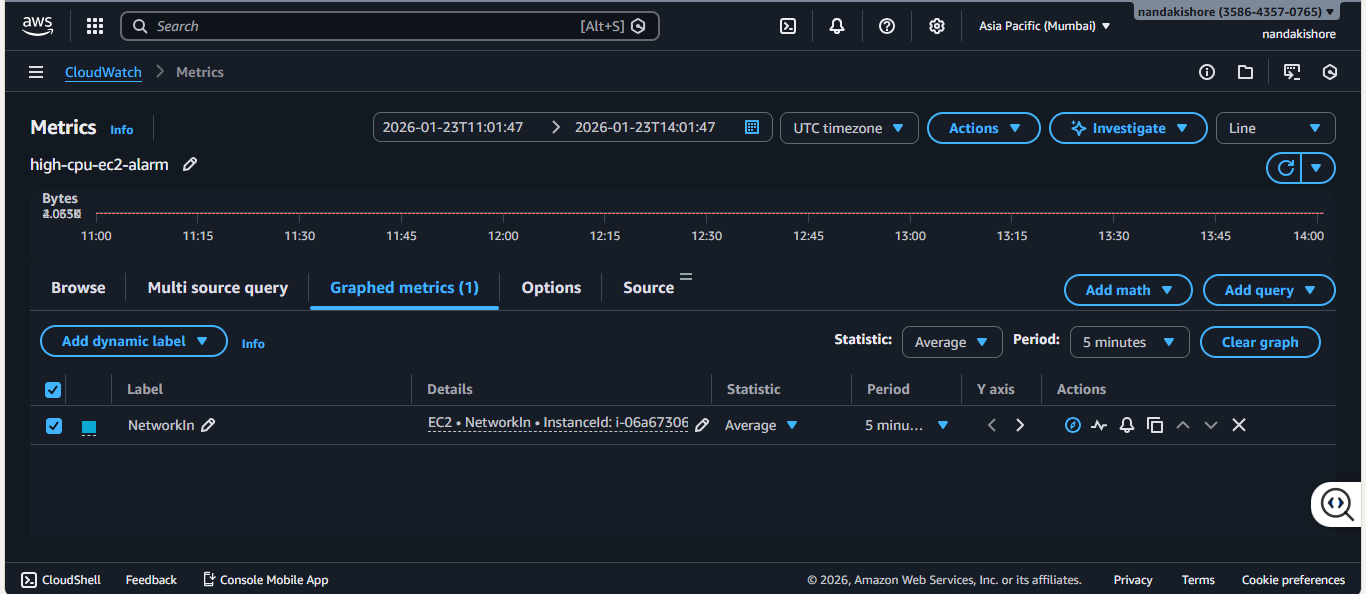 nandakishore (3586-4357-0765)
aws Search [Alt+S] Asia Pacific (Mumbai) nandakishore
CloudWatch Metrics
Metrics Info 2026-01-23T11:01:47 2026-01-23T14:01:47 UTC timezone Actions Investigate Line
high-cpu-ec2-alarm
Bytes
11:00 11:15 11:30 11:45 12:00 12:15 12:30 12:45 13:00 13:15 13:30 13:45 14:00
Browse Multi source query Graphed metrics (1) Options Source Add math Add query
Add dynamic label Info Statistic: Average Period: 5 minutes Clear graph
Label Details Statistic Period Y axis Actions
NetworkIn EC2 • NetworkIn • InstanceId: i-06a67306 Average 5 minu...
CloudShell Feedback Console Mobile App © 2026, Amazon Web Services, Inc. or its affiliates. Privacy Terms Cookie preferences